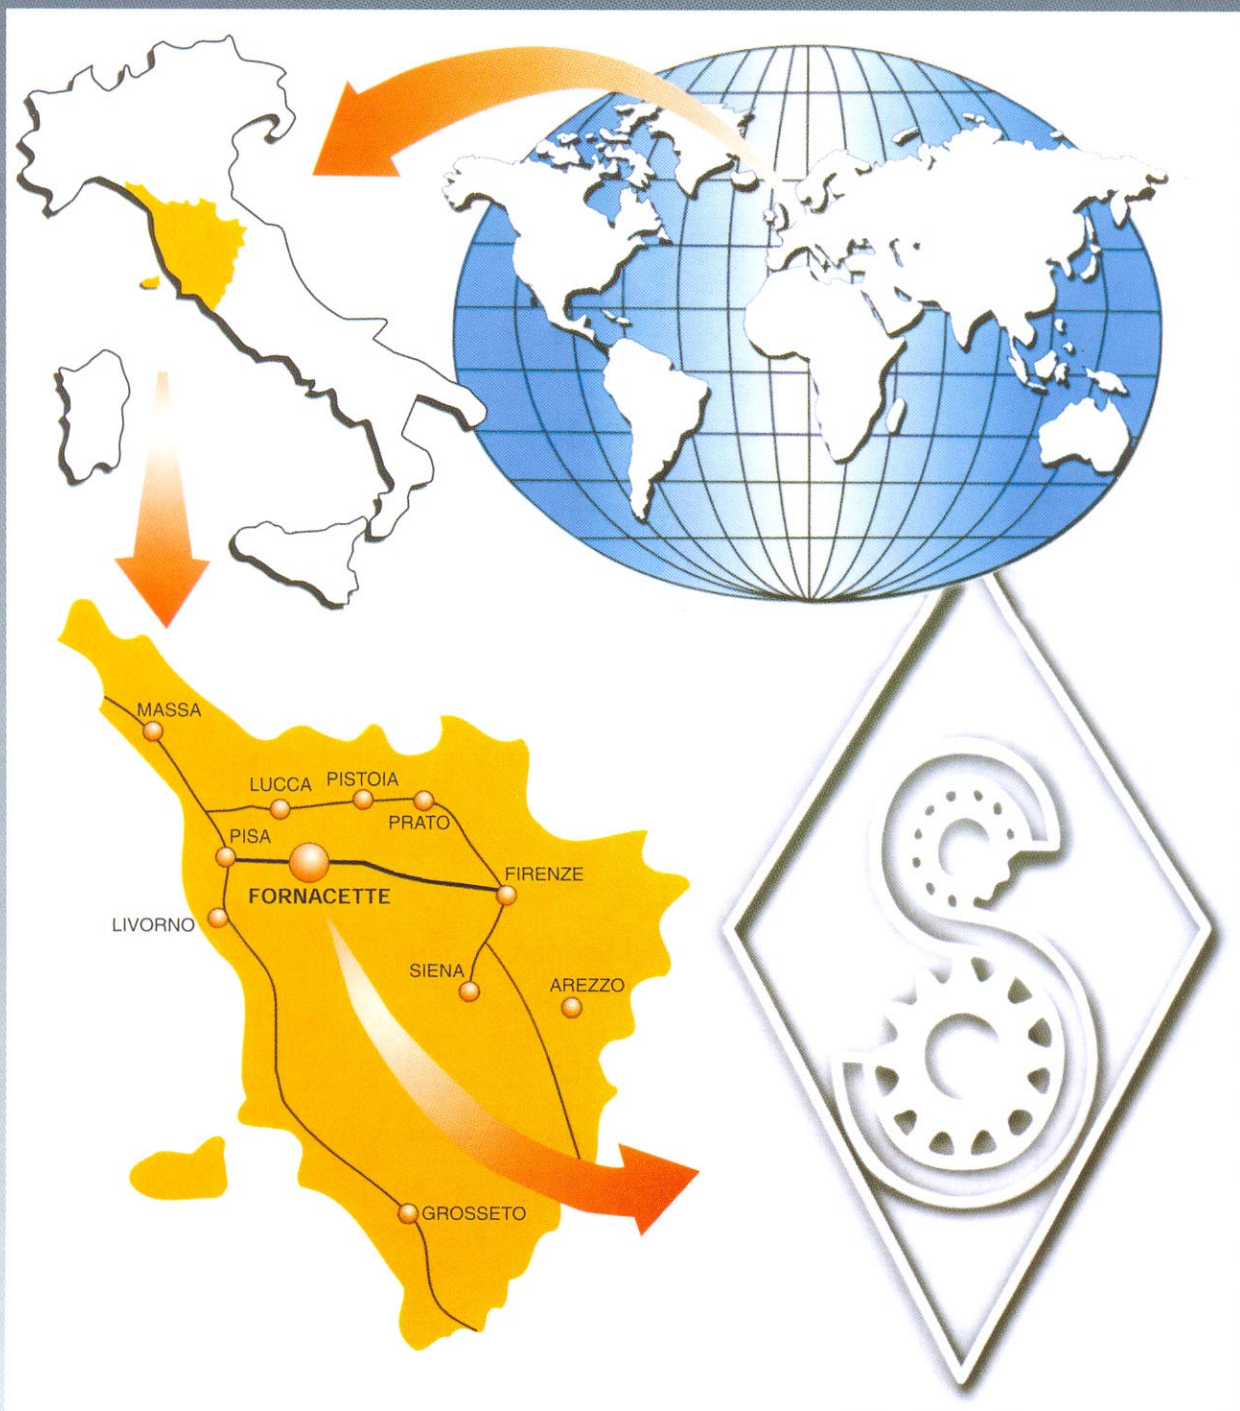 MASSA
LUCCA
PISTOIA
PRATO
PISA
FORNACETTE
FIRENZE
LIVORNO
SIENA
AREZZO
GROSSETO